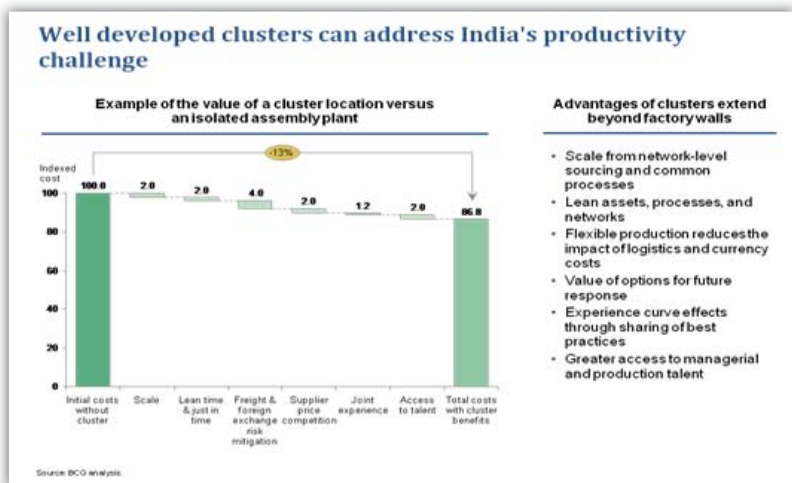 Well developed clusters can address India's productivity
challenge
Example of the value of a cluster location versus
an isolated assembly plant
-13%
Indexed
cost
100.0 2.0 2.0 4.0 2.0 1.2 2.0 86.8
100
80
60
40
20
0
Initial costs
without
cluster
Scale
Lean time
& just in
time
Freight &
foreign
exchange
risk
mitigation
Supplier
price
competition
Joint
experience
Access
to talent
Total costs
with cluster
benefits
Advantages of clusters extend
beyond factory walls
• Scale from network-level
sourcing and common
processes
• Lean assets, processes, and
networks
• Flexible production reduces the
impact of logistics and currency
costs
• Value of options for future
response
• Experience curve effects
through sharing of best
practices
• Greater access to managerial
and production talent
Source: BCG analysis.